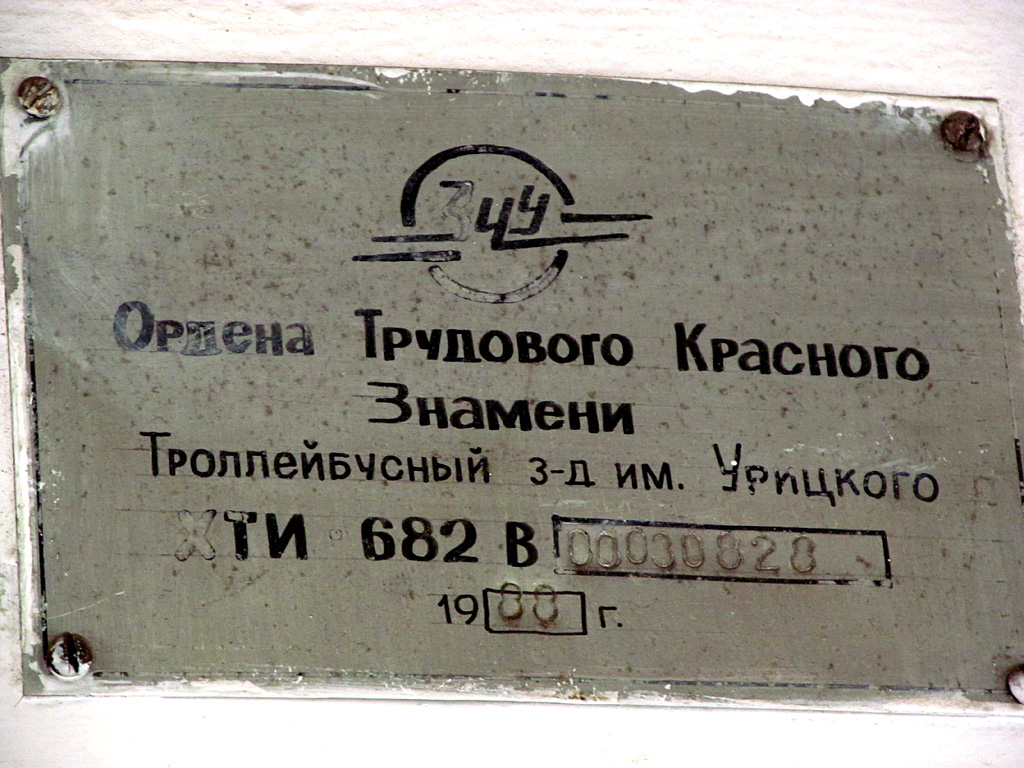 ЗиУ
Ордена Трудового Красного
Знамени
Троллейбусный з-д им. Урицкого
ХТИ 682 В 00030828
1988 г.